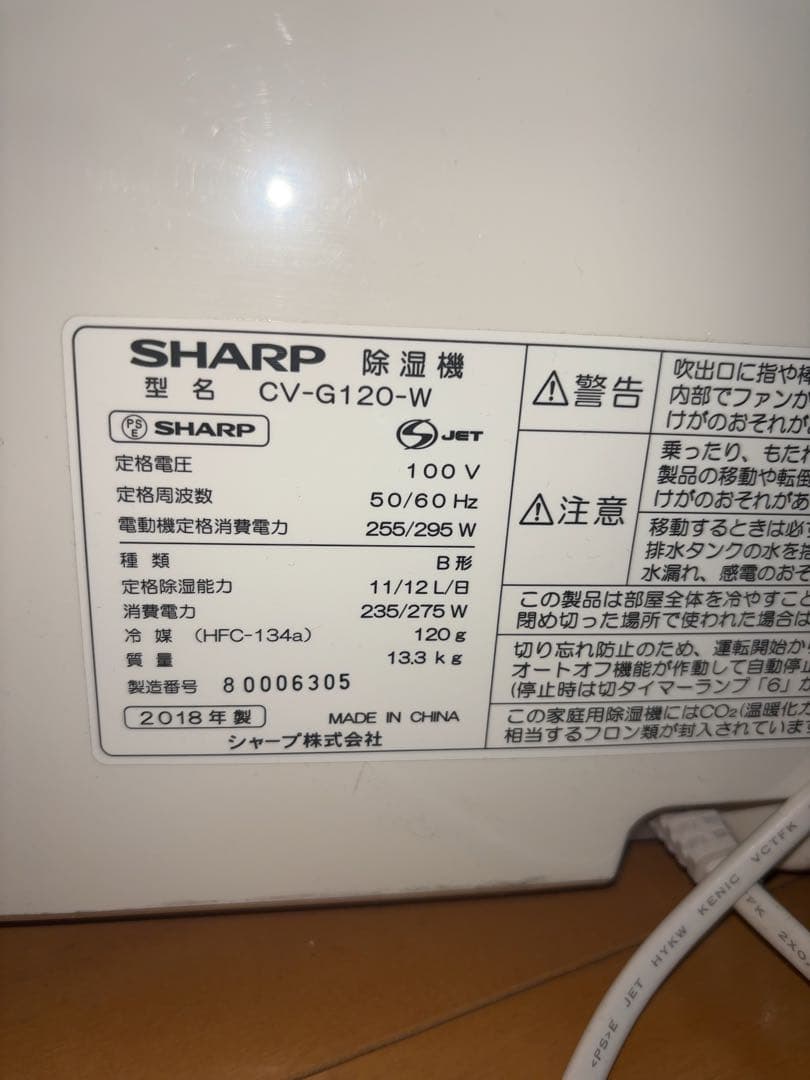 SHARP 除湿機
型名 CV-G120-W
PSE SHARP
JET
定格電圧 100 V
定格周波数 50/60 Hz
電動機定格消費電力 255/295 W
種類 B形
定格除湿能力 11/12 L/日
消費電力 235/275 W
冷媒 (HFC-134a) 120 g
質量 13.3 kg
製造番号 80006305
2018年製 MADE IN CHINA
シャープ株式会社
⚠警告
吹出口に指や棒
内部でファンが
けがのおそれが
⚠注意
乗ったり、もたれ
製品の移動や転倒
けがのおそれがあ
移動するときは必ず
排水タンクの水を捨
水漏れ、感電のおそ
この製品は部屋全体を冷やすこと
閉め切った場所で使われた場合は
切り忘れ防止のため、運転開始から
オートオフ機能が作動して自動停止
(停止時は切タイマーランプ「6」が
この家庭用除湿機にはCO₂(温暖化ガ
相当するフロン類が封入されています
<PS>E JET HYKW KENIC VCTFK
2X0.